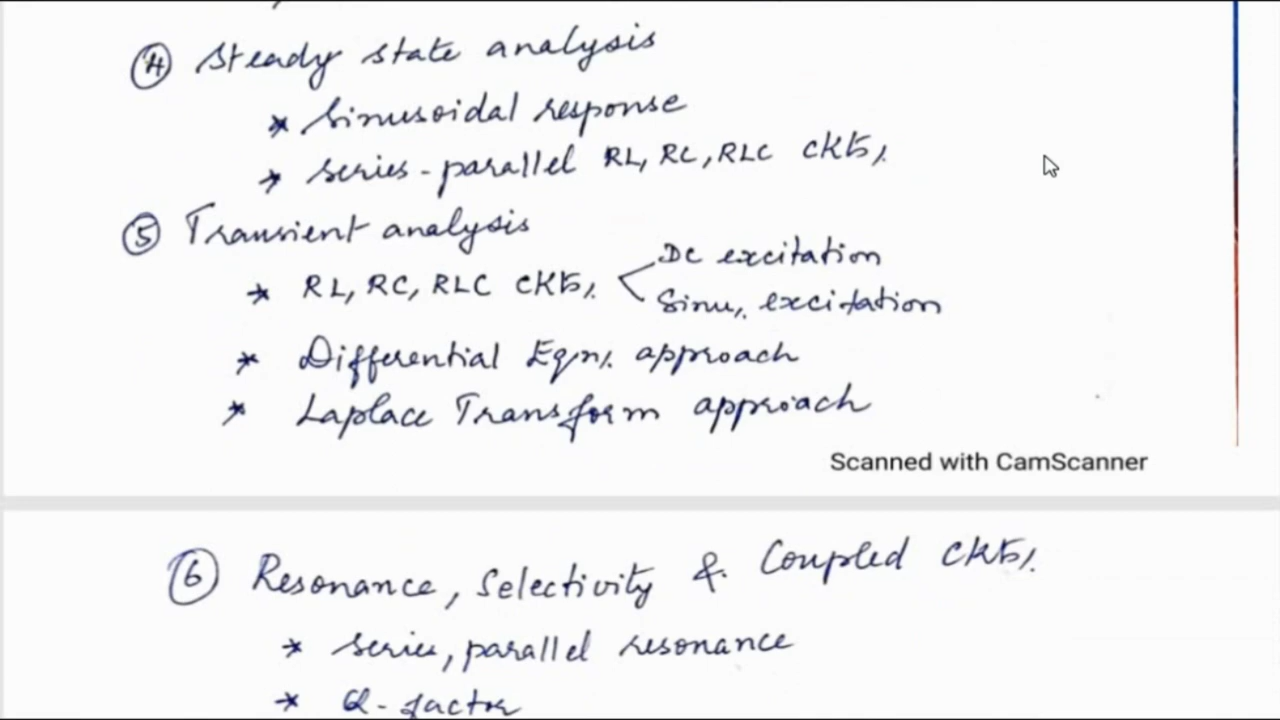 ④ Steady state analysis
* Sinusoidal response
* series - parallel RL, RC, RLC CKts,
⑤ Transient analysis
* RL, RC, RLC CKts, DC excitation
Sinu, excitation
* Differential Eqn, approach
* Laplace Transform approach
Scanned with CamScanner
⑥ Resonance, Selectivity & Coupled CKts,
* series, parallel resonance
* Q - factor